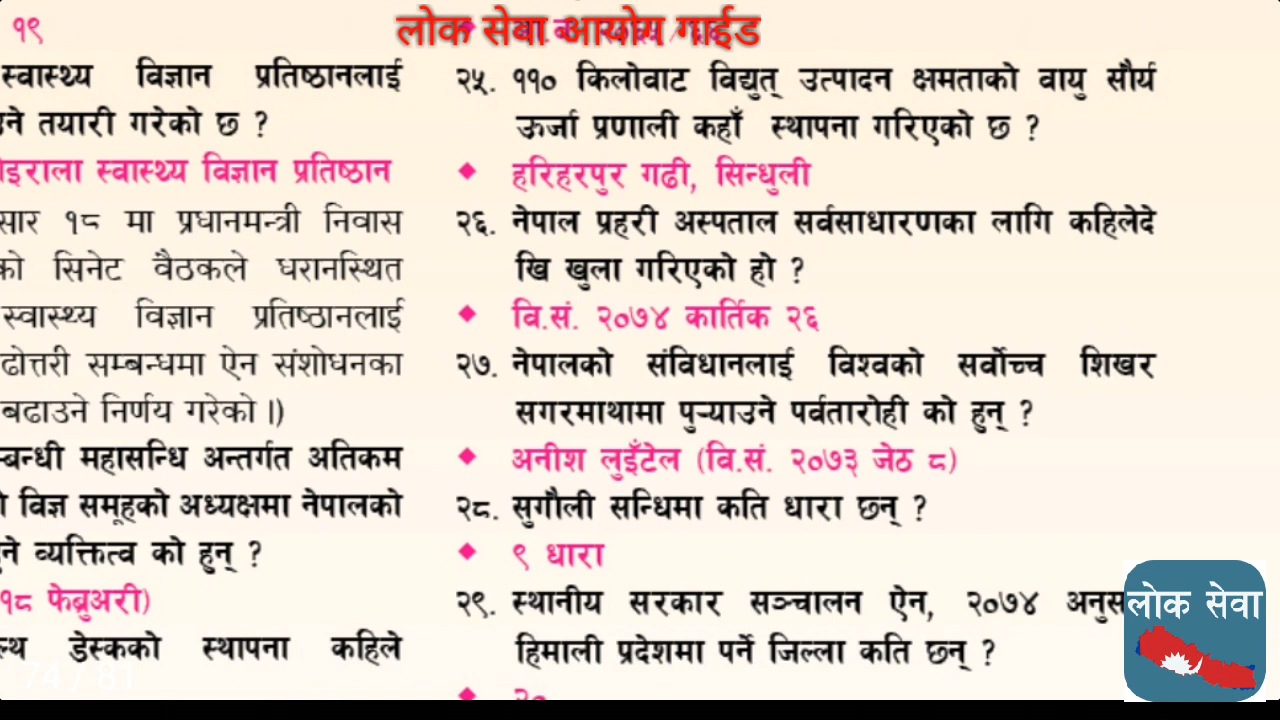 लोक सेवा आयोग गाईड
१९
स्वास्थ्य विज्ञान प्रतिष्ठानलाई
तयारी गरेको छ ?
स्वास्थ्य विज्ञान प्रतिष्ठान
१८ मा प्रधानमन्त्री निवास
सिनेट वैठकले धरानस्थित
स्वास्थ्य विज्ञान प्रतिष्ठानलाई
ढोत्तरी सम्बन्धमा ऐन संशोधनका
बढाउने निर्णय गरेको ।)
महासन्धि अन्तर्गत अतिकम
विज्ञ समूहको अध्यक्षमा नेपालको
व्यक्तित्व को हुन् ?
१८ फेब्रुअरी)
डेस्कको स्थापना कहिले
74 / 81
२५. ११० किलोवाट विद्युत् उत्पादन क्षमताको वायु सौर्य
ऊर्जा प्रणाली कहाँ स्थापना गरिएको छ ?
◆ हरिहरपुर गढी, सिन्धुली
२६. नेपाल प्रहरी अस्पताल सर्वसाधारणका लागि कहिलेदे
खि खुला गरिएको हो ?
◆ वि.सं. २०७४ कार्तिक २६
२७. नेपालको संविधानलाई विश्वको सर्वोच्च शिखर
सगरमाथामा पुऱ्याउने पर्वतारोही को हुन् ?
◆ अनीश लुइँटेल (वि.सं. २०७३ जेठ ८)
२८. सुगौली सन्धिमा कति धारा छन् ?
◆ ९ धारा
२९. स्थानीय सरकार सञ्चालन ऐन, २०७४
हिमाली प्रदेशमा पर्ने जिल्ला कति छन् ?
लोक सेवा